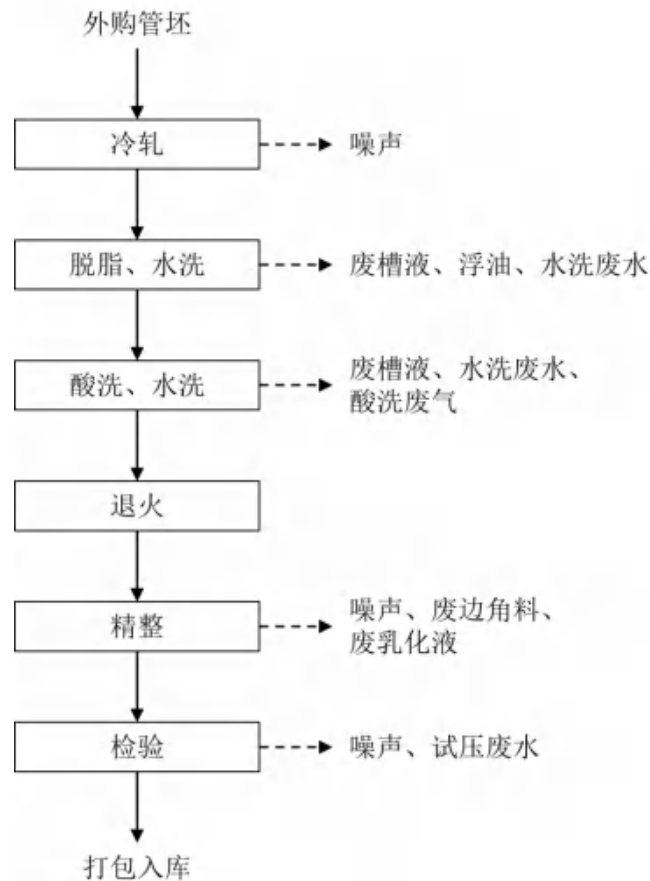 外购管坯
冷轧
噪声
脱脂、水洗
废槽液、浮油、水洗废水
酸洗、水洗
废槽液、水洗废水、
酸洗废气
退火
精整
噪声、废边角料、
废乳化液
检验
噪声、试压废水
打包入库